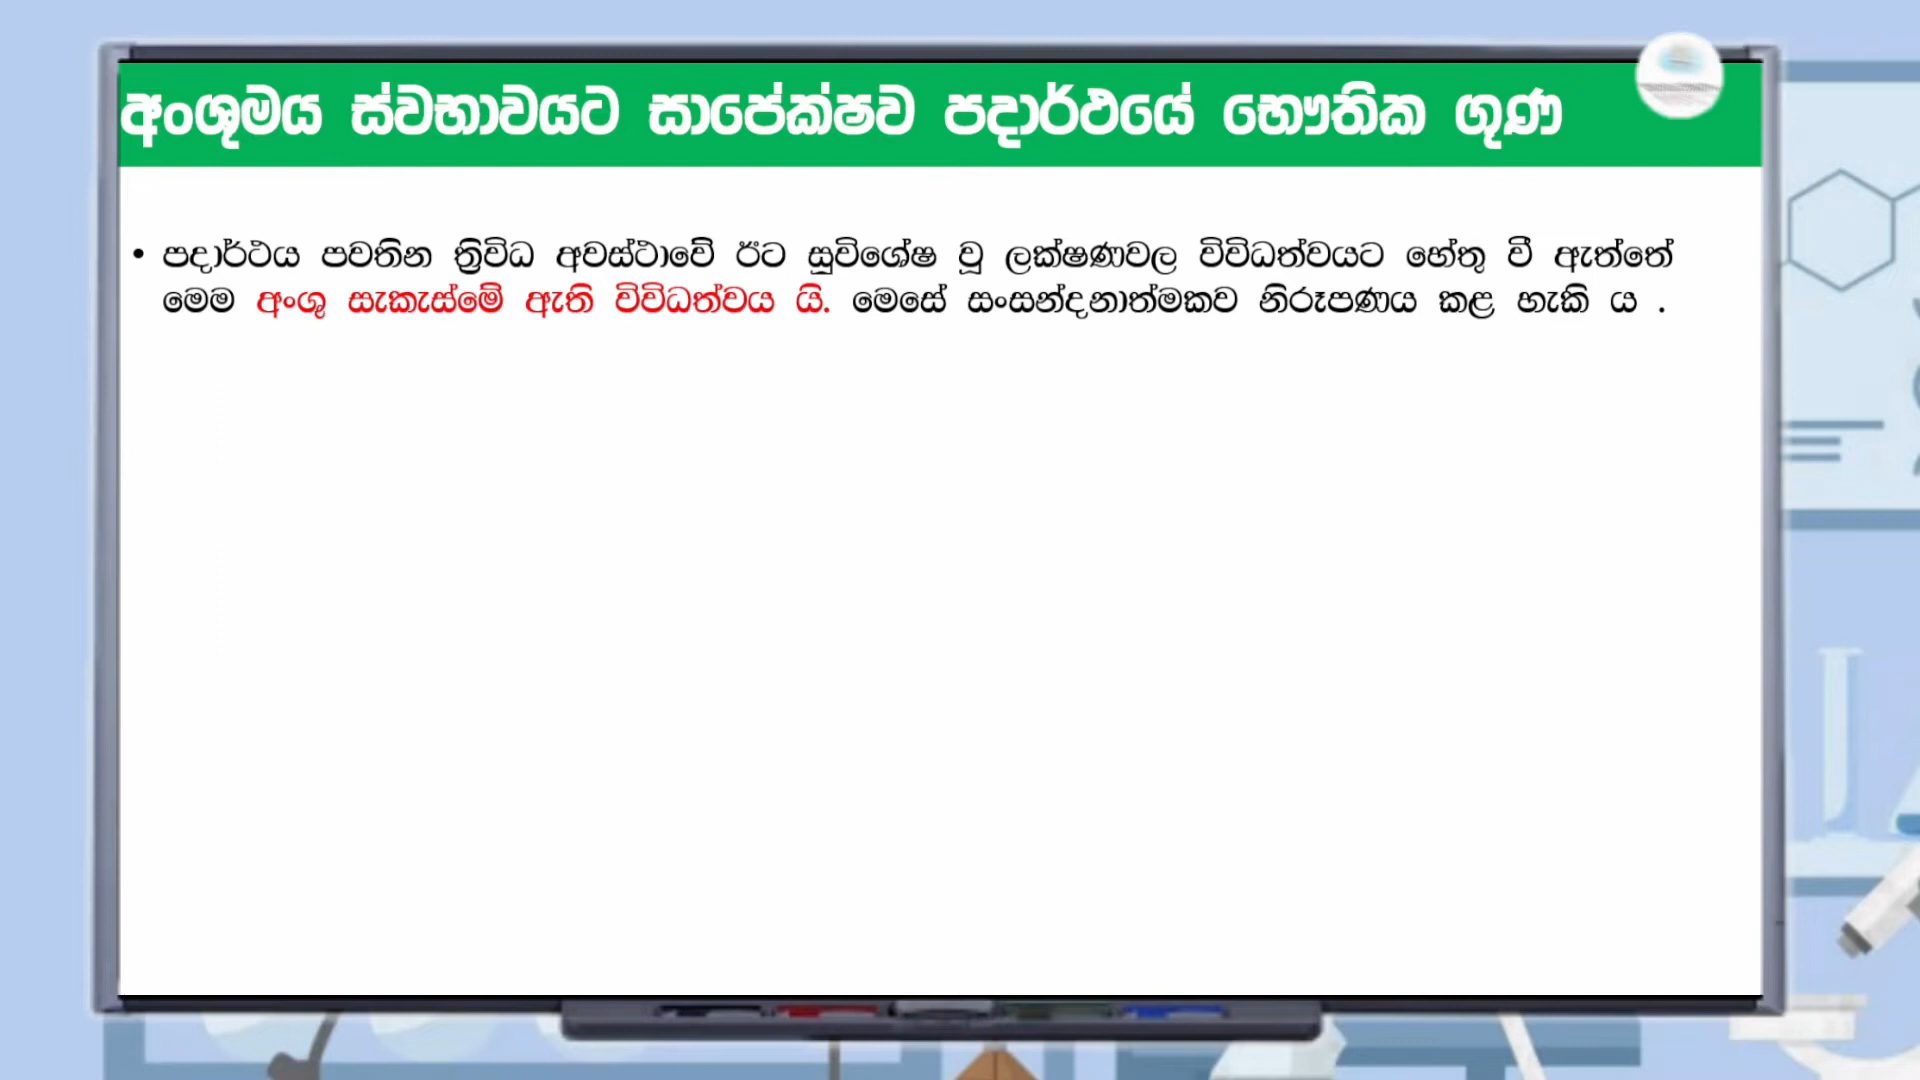 අංශුමය ස්වභාවයට සාපේක්ෂව පදාර්ථයේ භෞතික ගුණ
• පදාර්ථය පවතින ත්‍රිවිධ අවස්ථාවේ ඊට සුවිශේෂ වූ ලක්ෂණවල විවිධත්වයට හේතු වී ඇත්තේ
මෙම අංශු සැකැස්මේ ඇති විවිධත්වය යි. මෙසේ සංසන්දනාත්මකව නිරූපණය කළ හැකි ය .